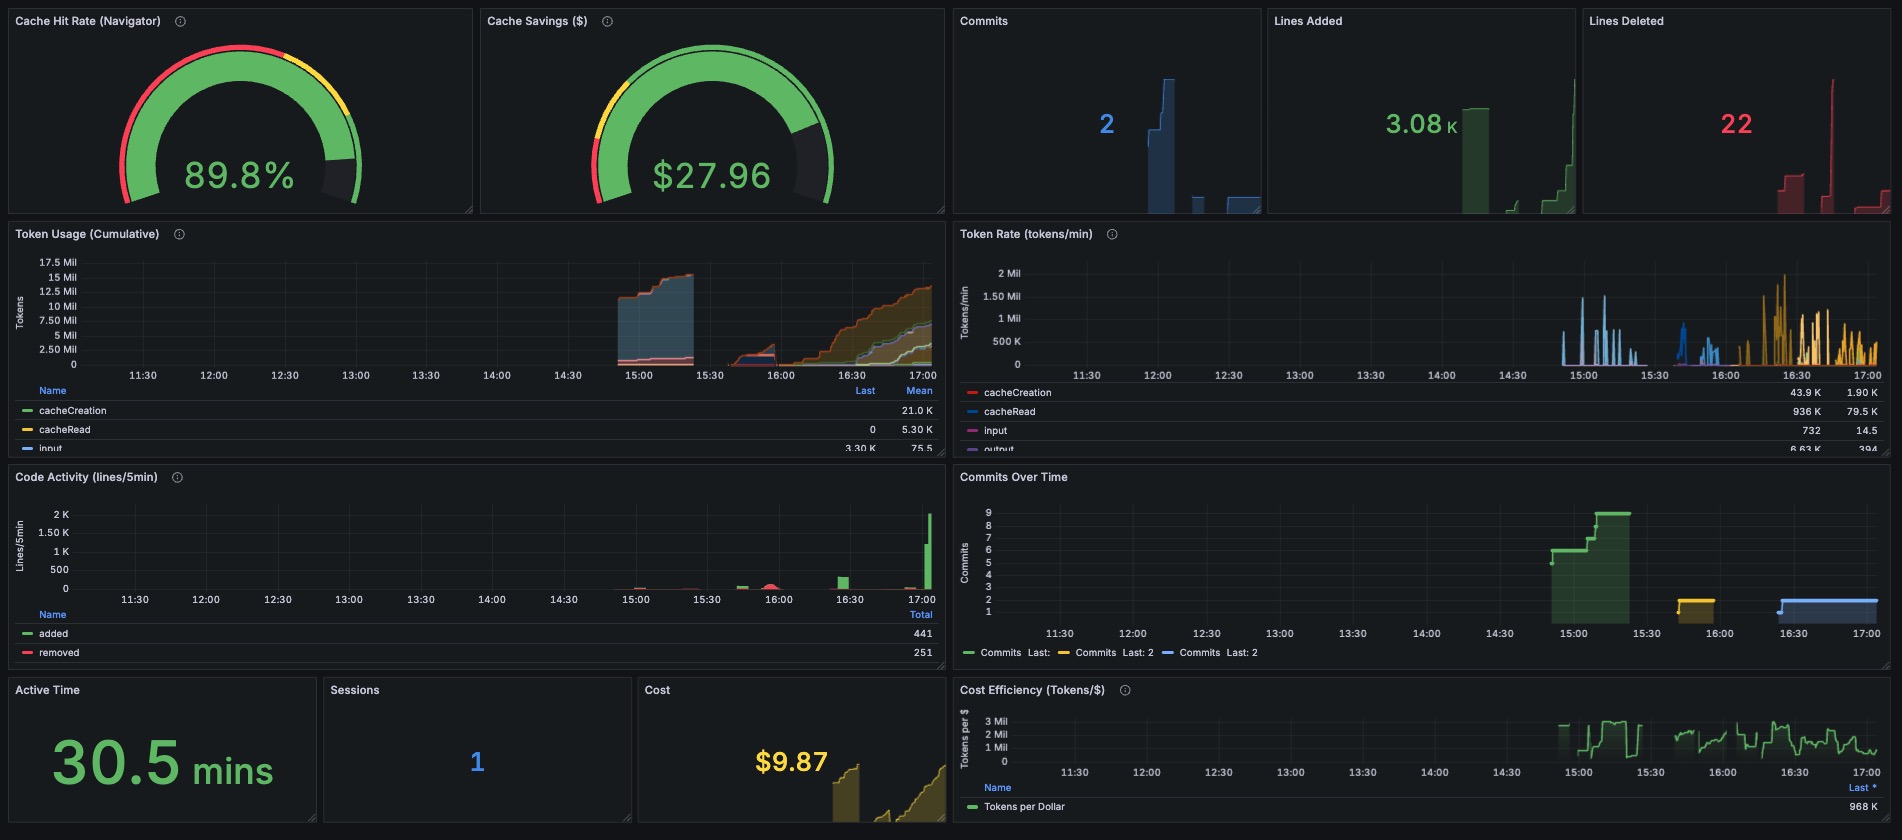 Cache Hit Rate (Navigator)
89.8%
Cache Savings ($)
$27.96
Commits
2
Lines Added
3.08 K
Lines Deleted
22
Token Usage (Cumulative)
Tokens
17.5 Mil
15 Mil
12.5 Mil
10 Mil
7.50 Mil
5 Mil
2.50 Mil
0
11:30 12:00 12:30 13:00 13:30 14:00 14:30 15:00 15:30 16:00 16:30 17:00
Name Last Mean
cacheCreation 21.0 K
cacheRead 0 5.30 K
input 3.30 K 75.5
Token Rate (tokens/min)
Tokens/min
2 Mil
1.50 Mil
1 Mil
500 K
0
11:30 12:00 12:30 13:00 13:30 14:00 14:30 15:00 15:30 16:00 16:30 17:00
cacheCreation 43.9 K 1.90 K
cacheRead 936 K 79.5 K
input 732 14.5
output 6.63 K 394
Code Activity (lines/5min)
Lines/5min
2 K
1.50 K
1 K
500
0
11:30 12:00 12:30 13:00 13:30 14:00 14:30 15:00 15:30 16:00 16:30 17:00
Name Total
added 441
removed 251
Commits Over Time
Commits
9
8
7
6
5
4
3
2
1
11:30 12:00 12:30 13:00 13:30 14:00 14:30 15:00 15:30 16:00 16:30 17:00
Commits Last: Commits Last: 2 Commits Last: 2
Active Time
30.5 mins
Sessions
1
Cost
$9.87
Cost Efficiency (Tokens/$)
Tokens per $
3 Mil
2 Mil
1 Mil
0
11:30 12:00 12:30 13:00 13:30 14:00 14:30 15:00 15:30 16:00 16:30 17:00
Name Last *
Tokens per Dollar 968 K